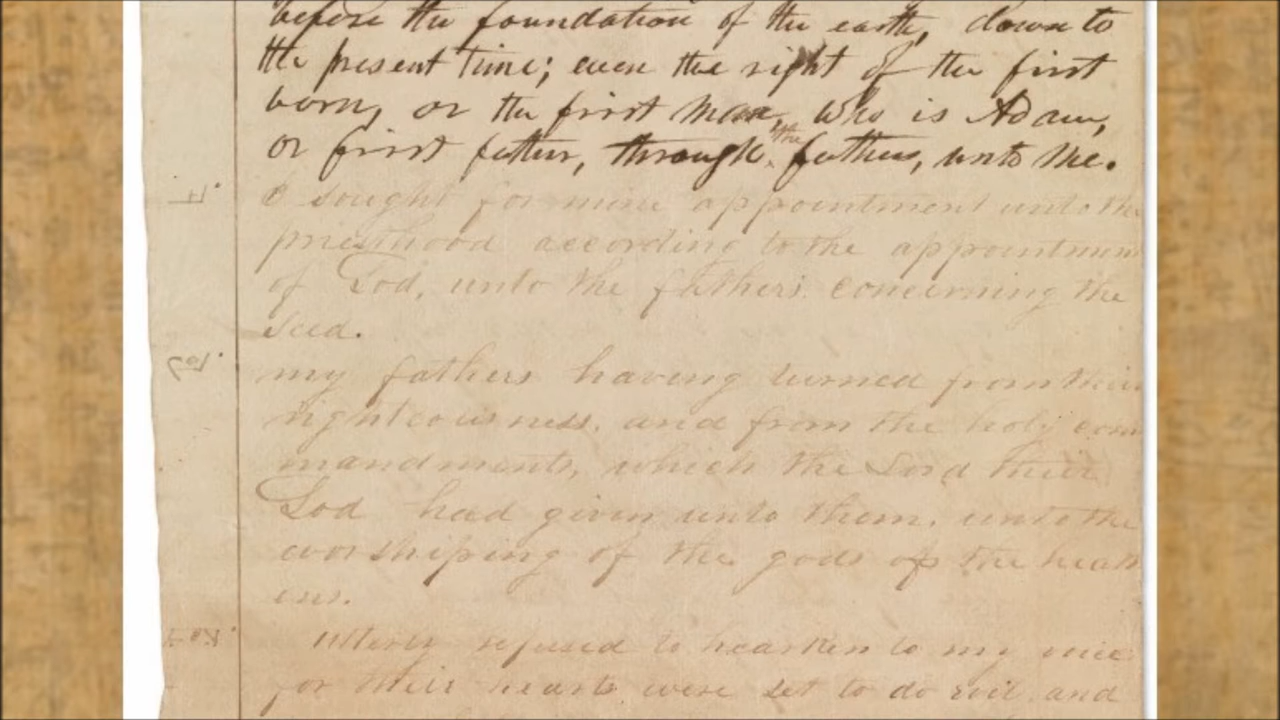 before the foundation of the earth, down to
the present time; even the right of the first
born, or the first man, who is Adam,
or first father, through the fathers, unto me.
I sought for mine appointment unto the
priesthood according to the appointment
of God, unto the fathers concerning the
seed.
my fathers having turned from their
righteousness, and from the holy com
mandments, which the Lord their
God had given unto them, unto the
worshiping of the gods of the heath
ens.
utterly refused to hearken to my voice
for their hearts were set to do evil and